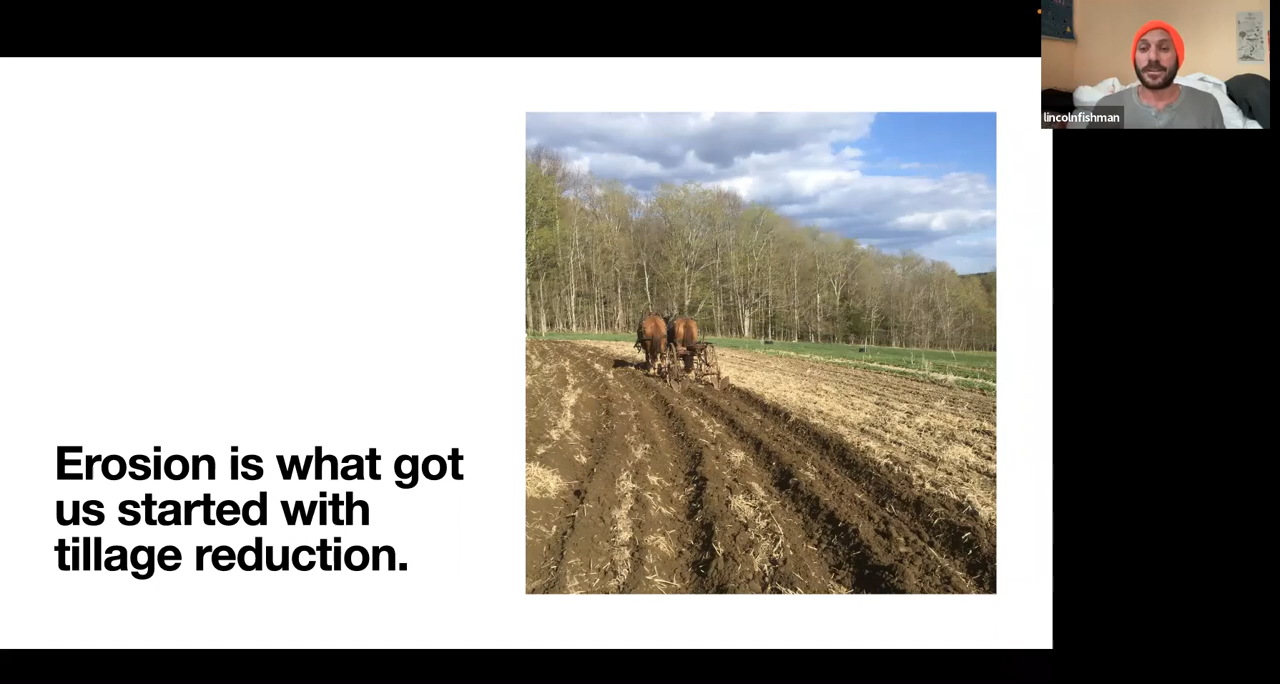 lincolnfishman
Erosion is what got
us started with
tillage reduction.